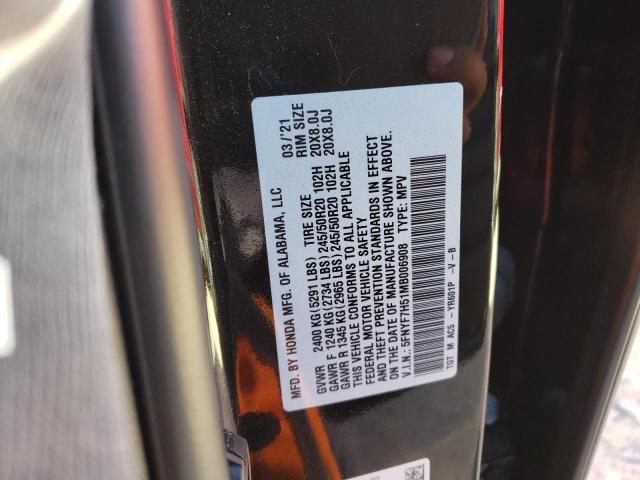 MFD. BY HONDA MFG. OF ALABAMA, LLC 03/'21
GVWR 2400 KG(5291 LBS) TIRE SIZE RIM SIZE
GAWR F 1240 KG(2734 LBS) 245/50R20 102H 20X8.0J
GAWR R 1345 KG(2965 LBS) 245/50R20 102H 20X8.0J
THIS VEHICLE CONFORMS TO ALL APPLICABLE
FEDERAL MOTOR VEHICLE SAFETY
AND THEFT PREVENTION STANDARDS IN EFFECT
ON THE DATE OF MANUFACTURE SHOWN ABOVE.
V.I.N.: 5FNYF7H51MB006908 TYPE: MPV
TGT M AC5 - YR601P -V-B